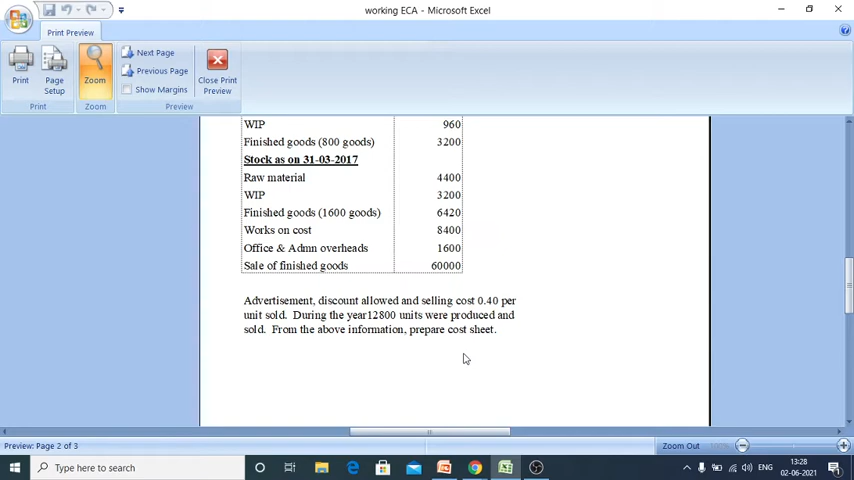 working ECA - Microsoft Excel
Print Preview
Print
Page Setup
Zoom
Next Page
Previous Page
Show Margins
Close Print Preview
Print
Zoom
Preview
WIP 960
Finished goods (800 goods) 3200
Stock as on 31-03-2017
Raw material 4400
WIP 3200
Finished goods (1600 goods) 6420
Works on cost 8400
Office & Admn overheads 1600
Sale of finished goods 60000
Advertisement, discount allowed and selling cost 0.40 per
unit sold. During the year12800 units were produced and
sold. From the above information, prepare cost sheet.
Preview: Page 2 of 3
Zoom Out
Type here to search
ENG
13:28
02-06-2021